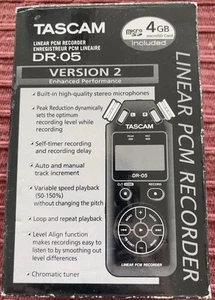 TASCAM
LINEAR PCM RECORDER
ENREGISTREUR PCM LINEAIRE
DR-05
micro SD
4GB
microSD Card
included
VERSION 2
Enhanced Performance
• Built-in high-quality stereo microphones
• Peak Reduction dynamically
sets the optimum
recording level while
recording
• Self-timer recording
and recording delay
• Auto and manual
track increment
• Variable speed playback
(50-150%)
without changing the pitch
• Loop and repeat playback
• Level Align function
makes recordings easy to
listen to by smoothing out
level differences
• Chromatic tuner
TASCAM
DR-05
RECORD
LINEAR PCM RECORDER
LINEAR PCM RECORDER